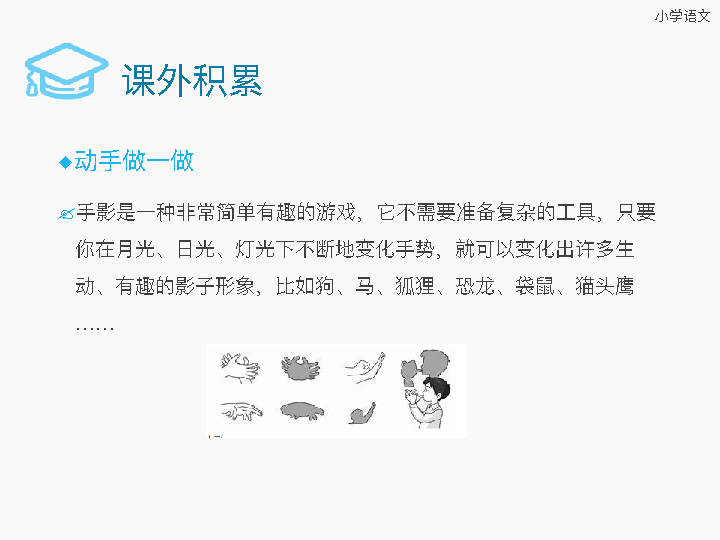 小学语文
课外积累
◆动手做一做
手影是一种非常简单有趣的游戏，它不需要准备复杂的工具，只要
你在月光、日光、灯光下不断地变化手势，就可以变化出许多生
动、有趣的影子形象，比如狗、马、狐狸、恐龙、袋鼠、猫头鹰
……